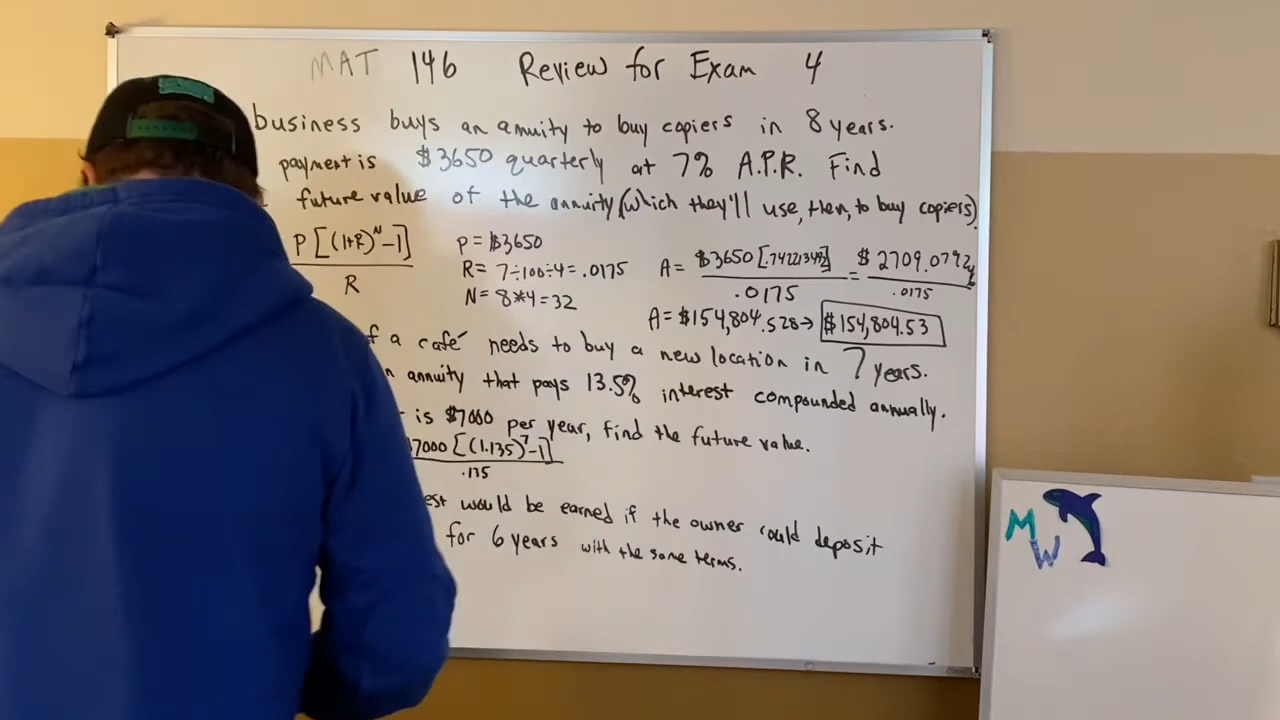 MAT 146 Review for Exam 4
business buys an annuity to buy copiers in 8 years.
payment is $3650 quarterly at 7% A.P.R. Find
future value of the annuity (which they'll use, then, to buy copiers).
P[(1+R)^N -1]
R
P = $3650
R = 7÷100÷4 = .0175
N = 8*4 = 32
A = $3650[.74221349] / .0175 = $2709.0792 / .0175
A = $154,804.528 → $154,804.53
f a café needs to buy a new location in 7 years.
n annuity that pays 13.5% interest compounded annually.
is $7000 per year, find the future value.
7000[(1.135)^7 -1]
.135
est would be earned if the owner could deposit
for 6 years with the same terms.
MW